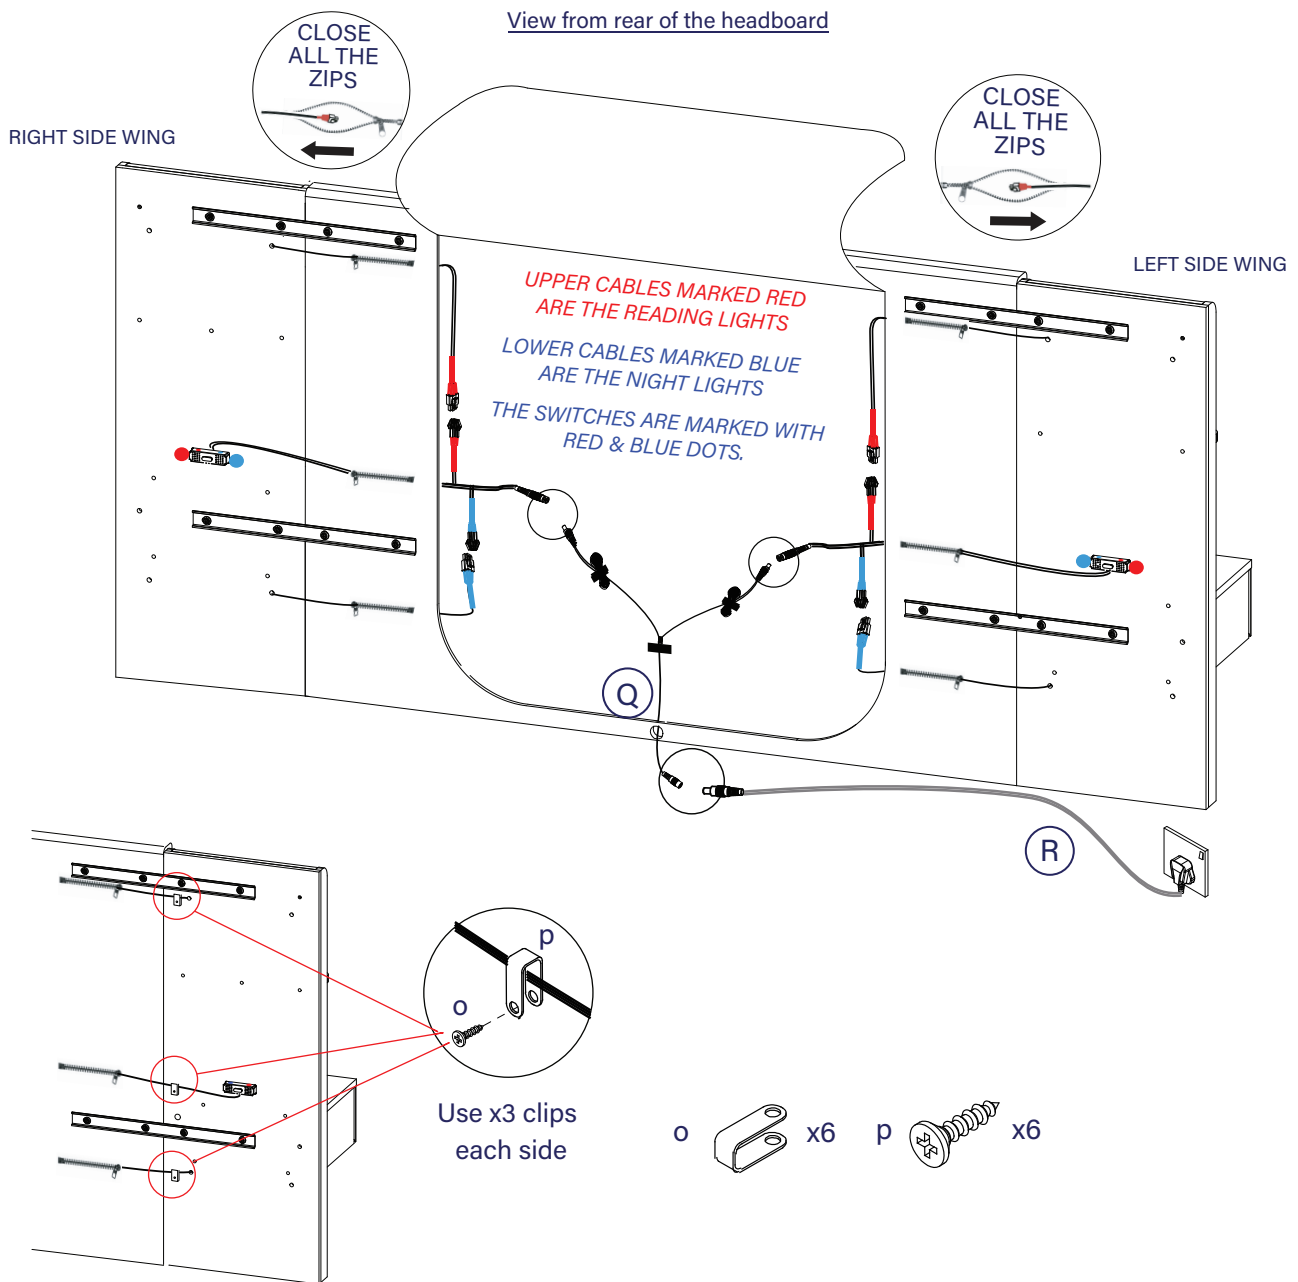 View from rear of the headboard
CLOSE
ALL THE
ZIPS
CLOSE
ALL THE
ZIPS
RIGHT SIDE WING
LEFT SIDE WING
UPPER CABLES MARKED RED
ARE THE READING LIGHTS
LOWER CABLES MARKED BLUE
ARE THE NIGHT LIGHTS
THE SWITCHES ARE MARKED WITH
RED & BLUE DOTS.
Q
R
p
o
Use x3 clips
each side
o x6 p x6